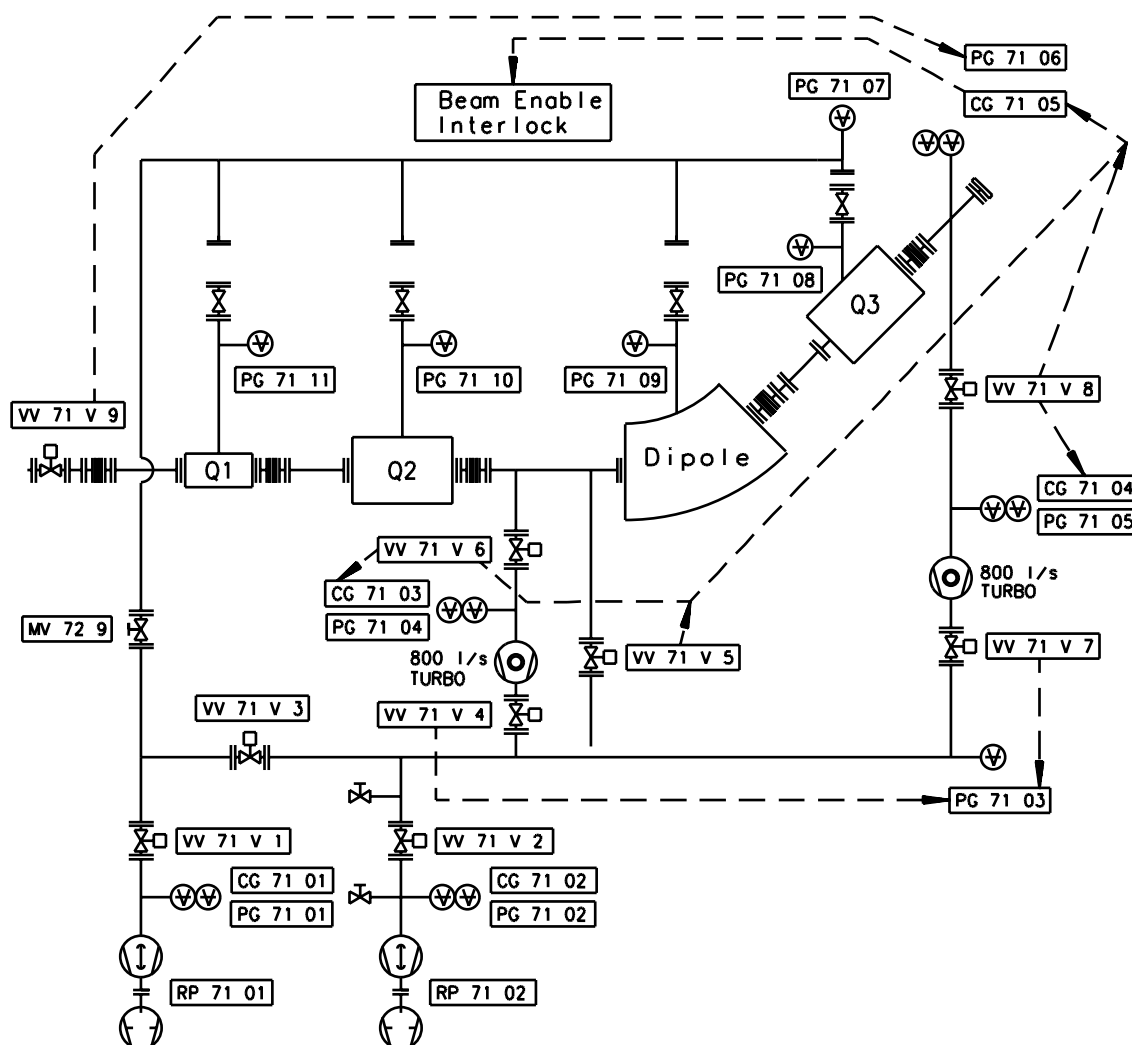 PG 71 06
PG 71 07
CG 71 05
Beam Enable
Interlock
PG 71 08
Q3
PG 71 11
PG 71 10
PG 71 09
VV 71 V 9
VV 71 V 8
Q1
Q2
Dipole
CG 71 04
PG 71 05
VV 71 V 6
CG 71 03
PG 71 04
800 l/s
TURBO
MV 72 9
800 l/s
TURBO
VV 71 V 5
VV 71 V 7
VV 71 V 3
VV 71 V 4
PG 71 03
VV 71 V 1
VV 71 V 2
CG 71 01
PG 71 01
CG 71 02
PG 71 02
RP 71 01
RP 71 02